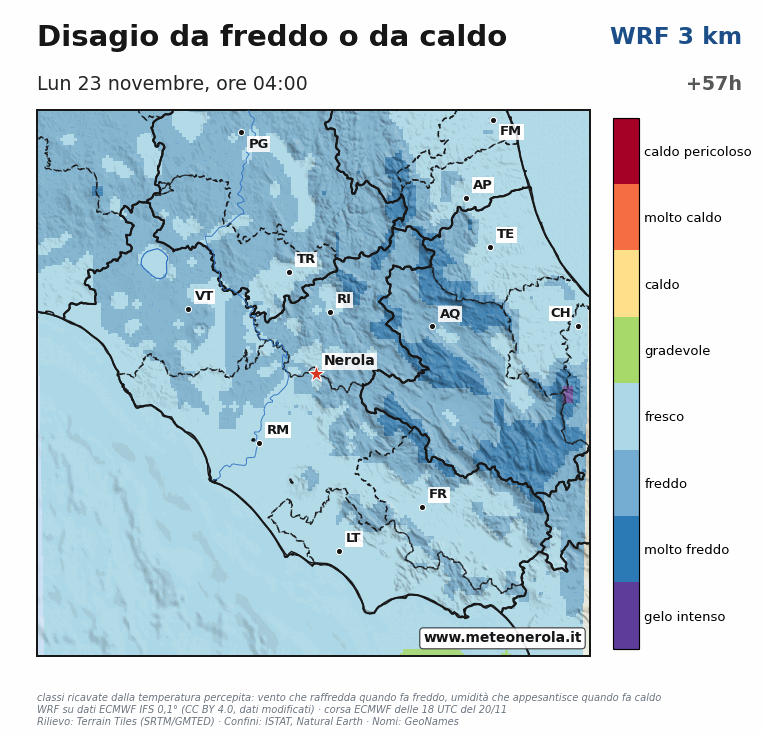 Disagio da freddo o da caldo
WRF 3 km
Lun 23 novembre, ore 04:00
+57h
FM
PG
AP
TE
TR
VT
RI
AQ
CH
Nerola
RM
FR
LT
www.meteonerola.it
caldo pericoloso
molto caldo
caldo
gradevole
fresco
freddo
molto freddo
gelo intenso
classi ricavate dalla temperatura percepita: vento che raffredda quando fa freddo, umidità che appesantisce quando fa caldo
WRF su dati ECMWF IFS 0,1° (CC BY 4.0, dati modificati) · corsa ECMWF delle 18 UTC del 20/11
Rilievo: Terrain Tiles (SRTM/GMTED) · Confini: ISTAT, Natural Earth · Nomi: GeoNames